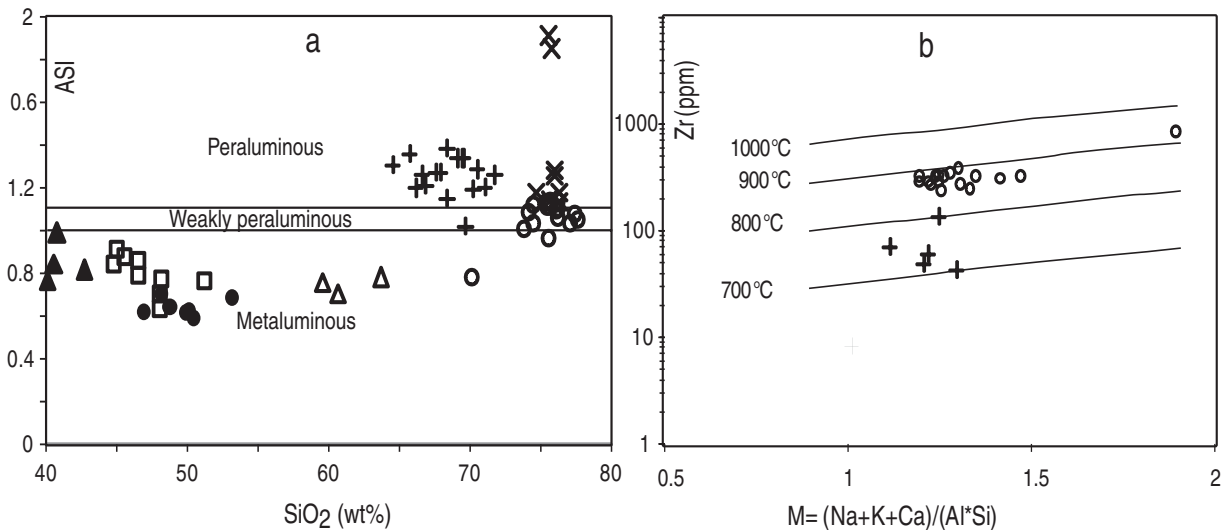 a
2
0.6
1.2
0.8
0.4
0
ASI
Peraluminous
Weakly peraluminous
Metaluminous
40
50
60
70
80
SiO2 (wt%)
b
Zr (ppm)
1000
100
10
1
1000°C
900°C
800°C
700°C
0.5
1
1.5
2
M= (Na+K+Ca)/(Al*Si)